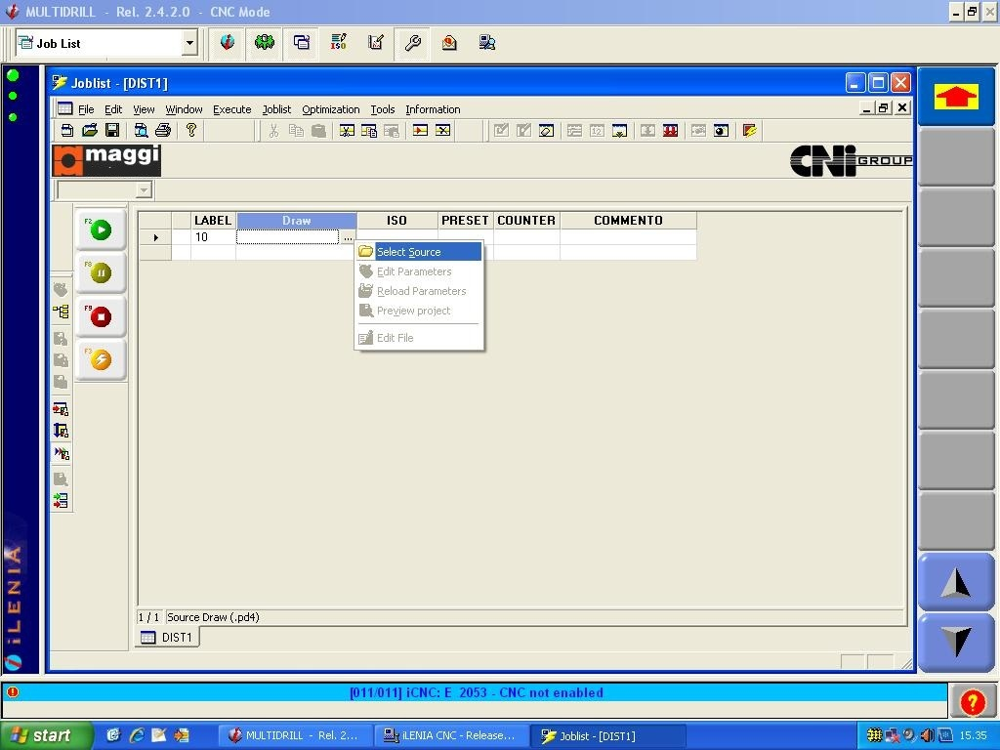 MULTIDRILL - Rel. 2.4.2.0 - CNC Mode
Job List
ISO
Joblist - [DIST1]
File Edit View Window Execute Joblist Optimization Tools Information
maggi
CNI GROUP
LABEL Draw ISO PRESET COUNTER COMMENTO
10 ...
F2
F8
F9
F3
Select Source
Edit Parameters
Reload Parameters
Preview project
Edit File
iLENIA
1 / 1 Source Draw (.pd4)
DIST1
[011/011] iCNC: E 2053 - CNC not enabled
start
MULTIDRILL - Rel. 2...
iLENIA CNC - Release...
Joblist - [DIST1]
15.35